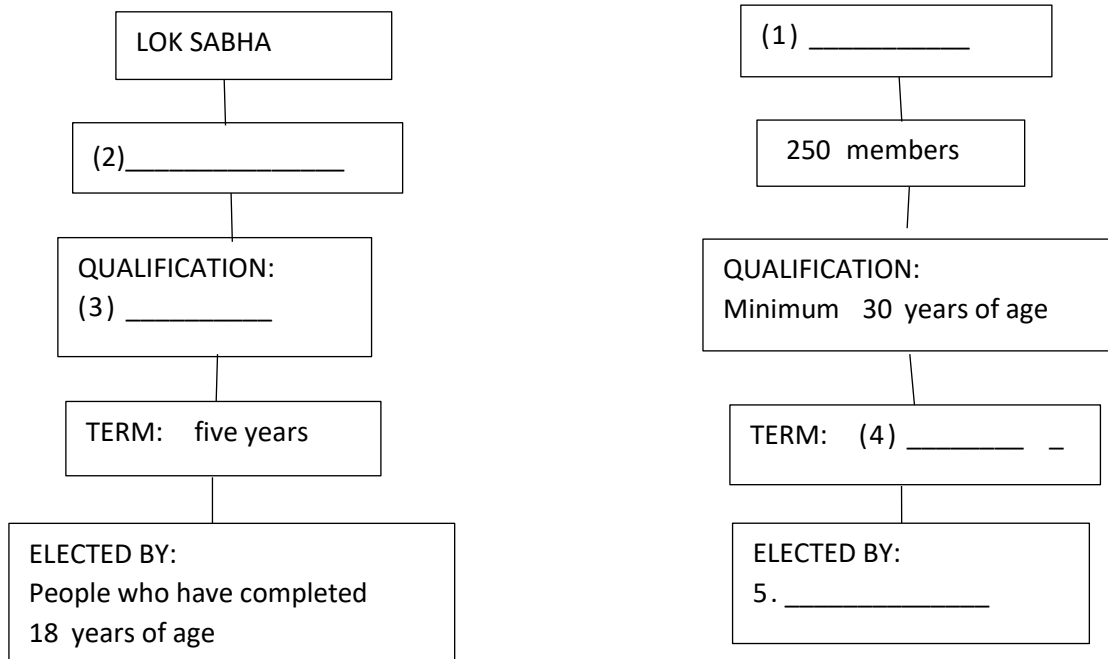 LOK SABHA
(2)_______________
QUALIFICATION:
(3) __________
TERM: five years
ELECTED BY:
People who have completed
18 years of age
(1) ___________
250 members
QUALIFICATION:
Minimum 30 years of age
TERM: (4) ________ _
ELECTED BY:
5. ______________